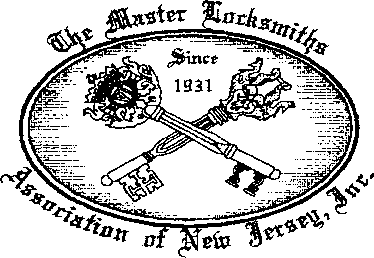 The Master Locksmiths
Since
1931
Association of New Jersey, Inc.